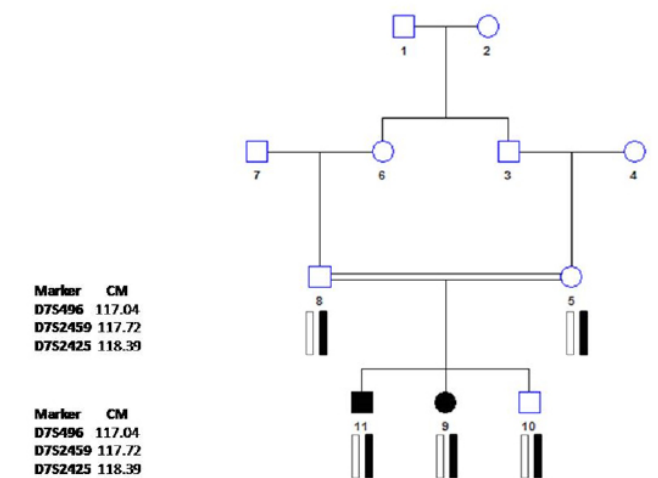 1 2
7 6 3 4
Marker CM
D7S496 117.04
D7S2459 117.72
D7S2425 118.39
8 5
Marker CM
D7S496 117.04
D7S2459 117.72
D7S2425 118.39
11 9 10